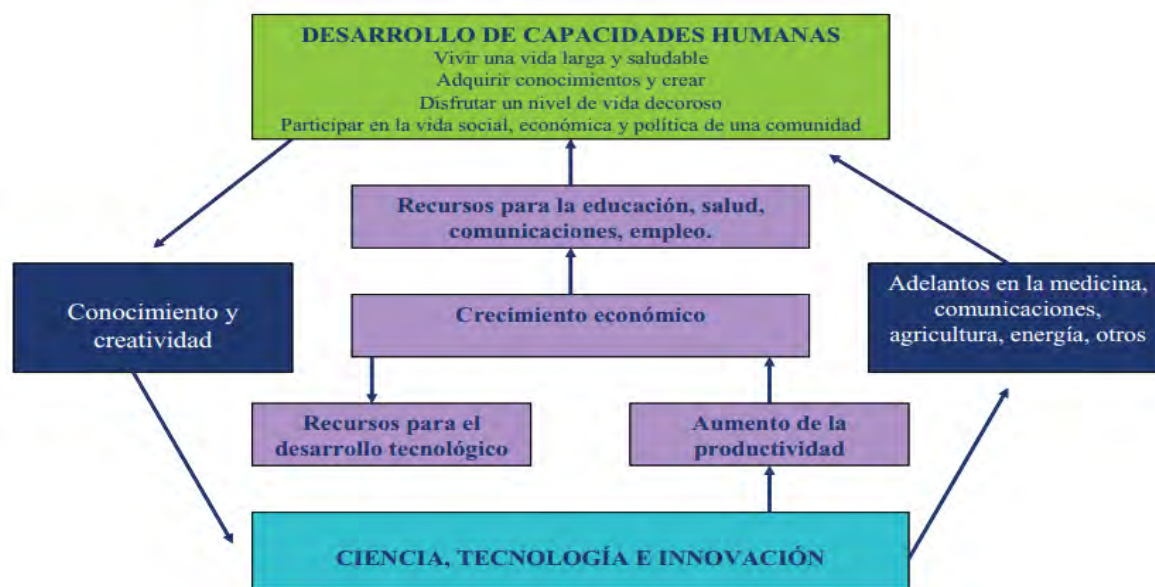 DESARROLLO DE CAPACIDADES HUMANAS
Vivir una vida larga y saludable
Adquirir conocimientos y crear
Disfrutar un nivel de vida decoroso
Participar en la vida social, económica y política de una comunidad
Recursos para la educación, salud,
comunicaciones, empleo.
Conocimiento y
creatividad
Crecimiento económico
Adelantos en la medicina,
comunicaciones,
agricultura, energía, otros
Recursos para el
desarrollo tecnológico
Aumento de la
productividad
CIENCIA, TECNOLOGÍA E INNOVACIÓN